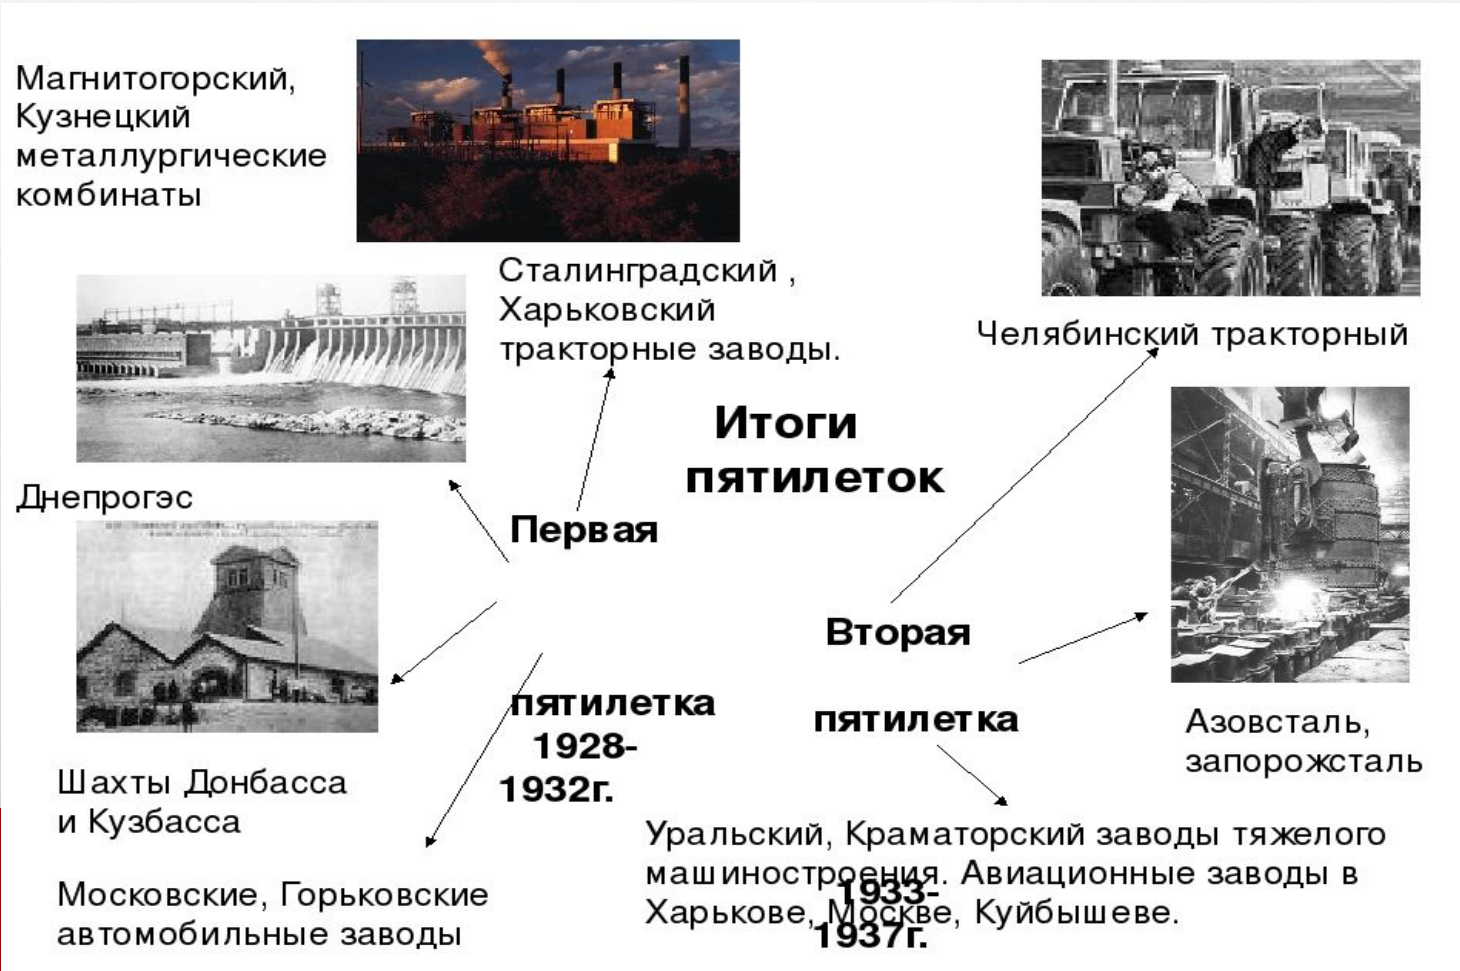 Магнитогорский,
Кузнецкий
металлургические
комбинаты
Сталинградский ,
Харьковский
тракторные заводы.
Челябинский тракторный
Итоги
пятилеток
Днепрогэс
Первая
пятилетка
1928-
1932г.
Вторая
пятилетка
1933-
1937г.
Азовсталь,
запорожсталь
Шахты Донбасса
и Кузбасса
Уральский, Краматорский заводы тяжелого
машиностроения. Авиационные заводы в
Харькове, Москве, Куйбышеве.
Московские, Горьковские
автомобильные заводы